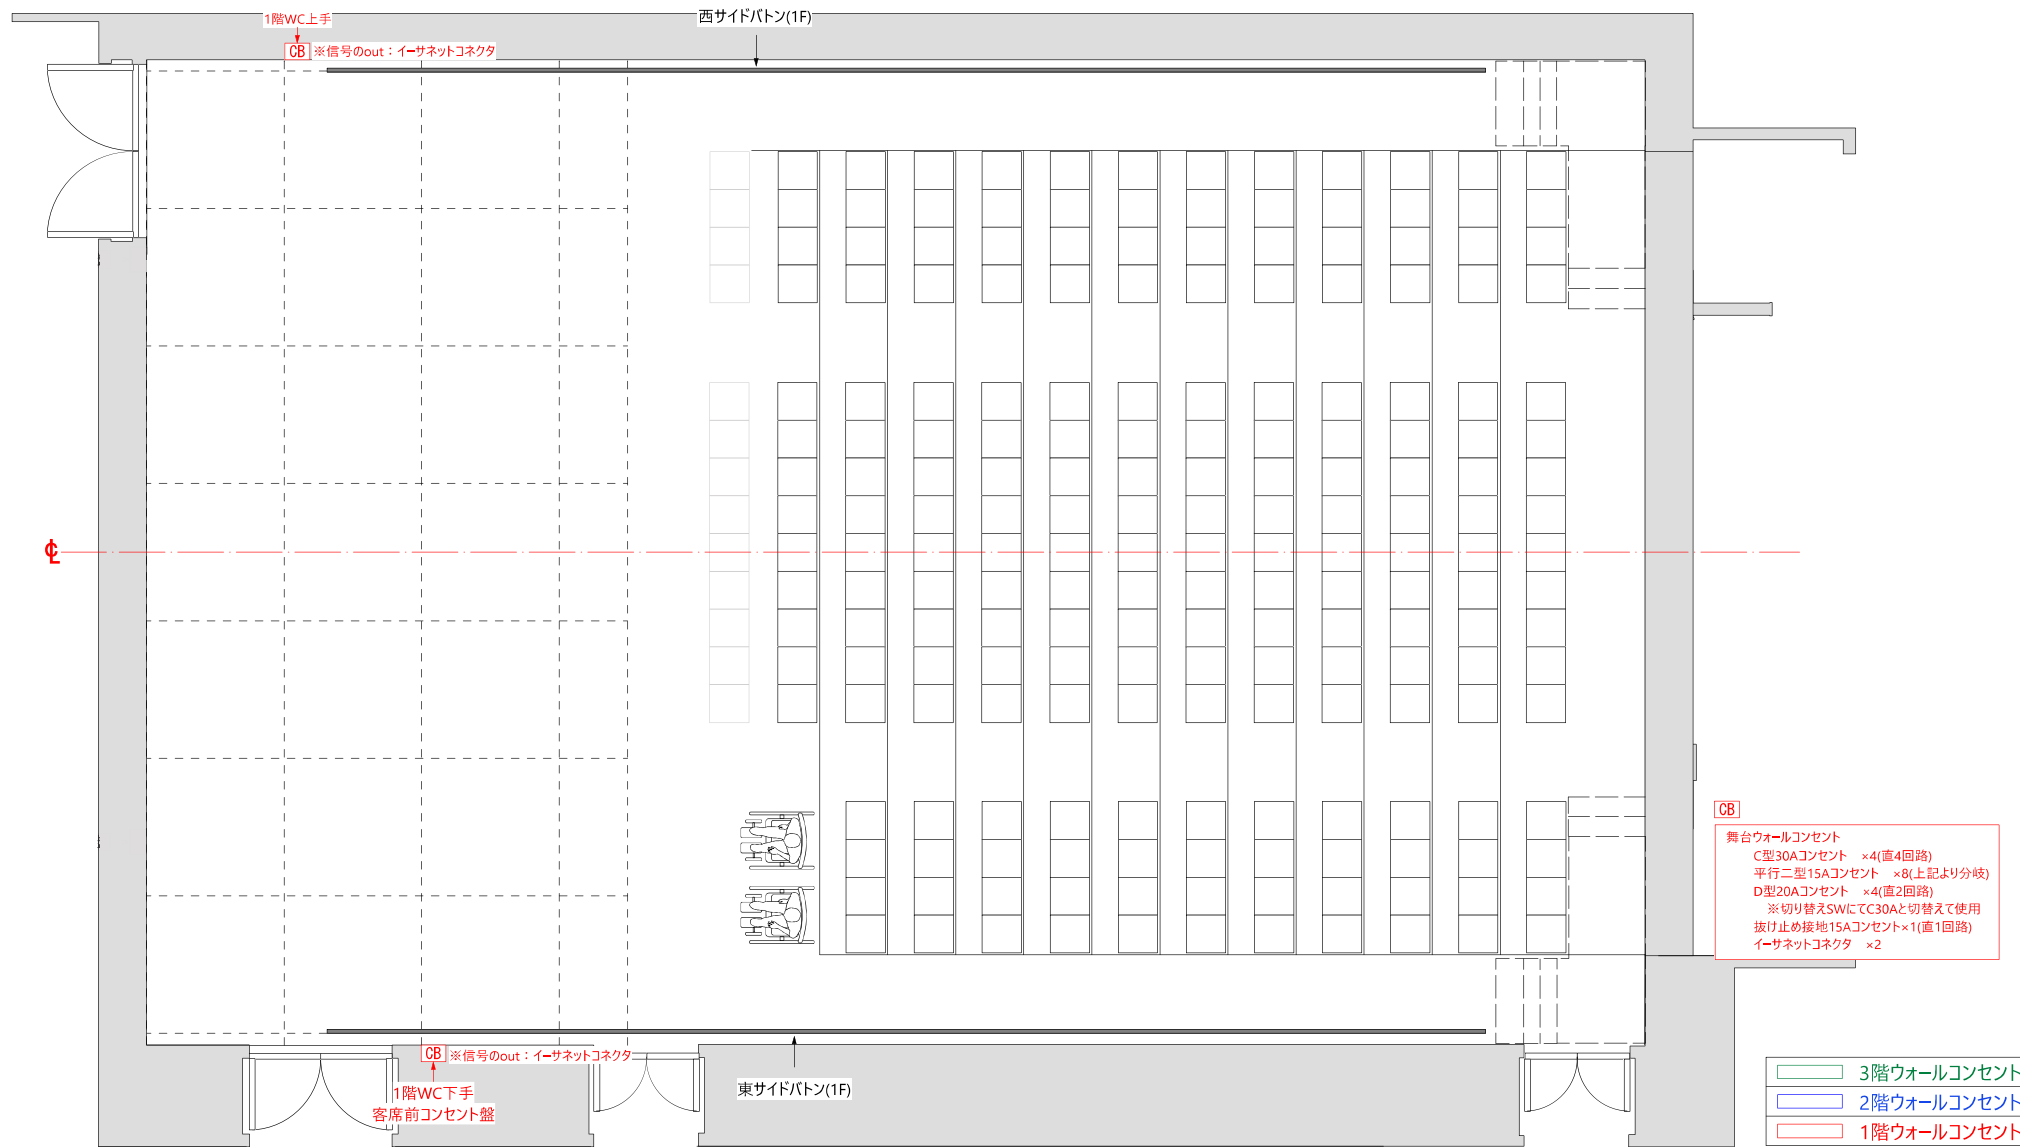 1階WC上手
西サイドバトン(1F)
CB ※信号のout：イーサネットコネクタ
℄
CB
舞台ウォールコンセント
C型30Aコンセント ×4(直4回路)
平行二型15Aコンセント ×8(上記より分岐)
D型20Aコンセント ×4(直2回路)
※切り替えSWにてC30Aと切替えて使用
抜け止め接地15Aコンセント×1(直1回路)
イーサネットコネクタ ×2
CB ※信号のout：イーサネットコネクタ
1階WC下手
客席前コンセント盤
東サイドバトン(1F)
3階ウォールコンセント
2階ウォールコンセント
1階ウォールコンセント